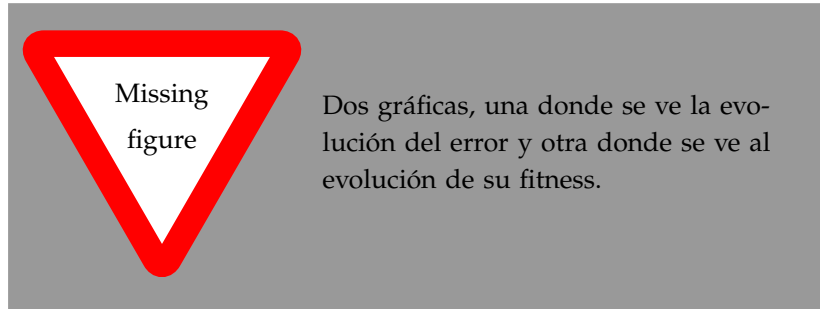 Missing
figure
Dos gráficas, una donde se ve la evo-
lución del error y otra donde se ve al
evolución de su fitness.